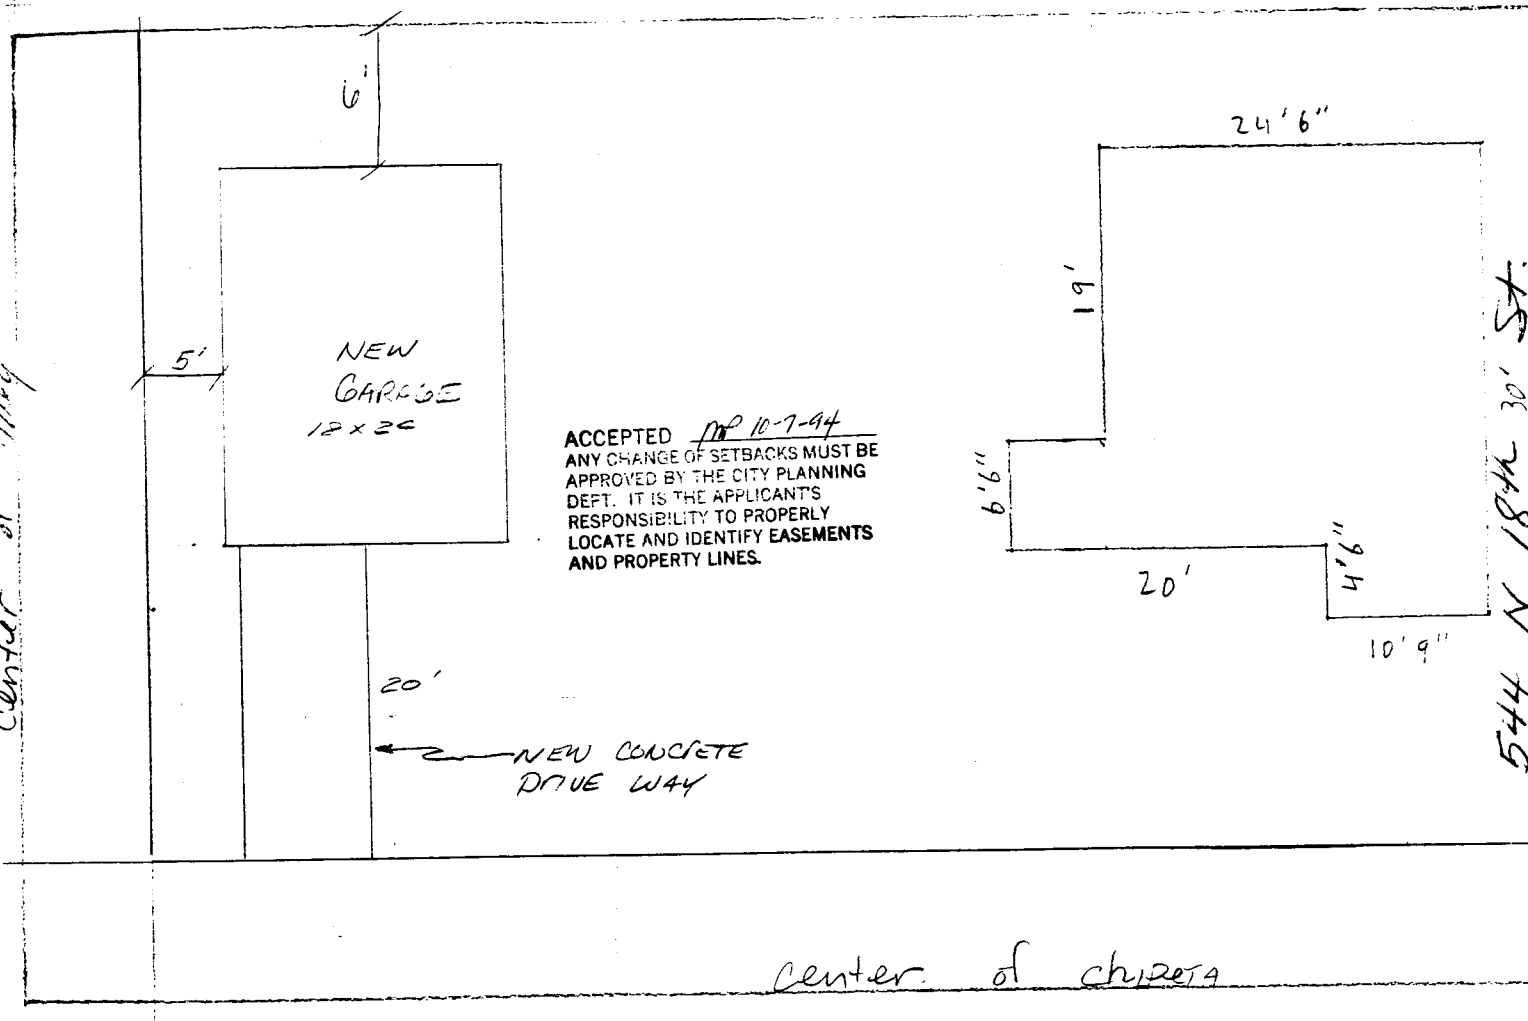 6'
24'6"
19'
5'
NEW
GARAGE
ACCEPTED 10-7-94
ANY CHANGE OF SETBACKS MUST BE
APPROVED BY THE CITY PLANNING
DEPT. IT IS THE APPLICANT'S
RESPONSIBILITY TO PROPERLY
LOCATE AND IDENTIFY EASEMENTS
AND PROPERTY LINES.
6'6"
20'
4'6"
10'9"
20'
NEW CONCRETE
DRIVE WAY
center of Alley
544 N 18th St.
30'
center of chipeta